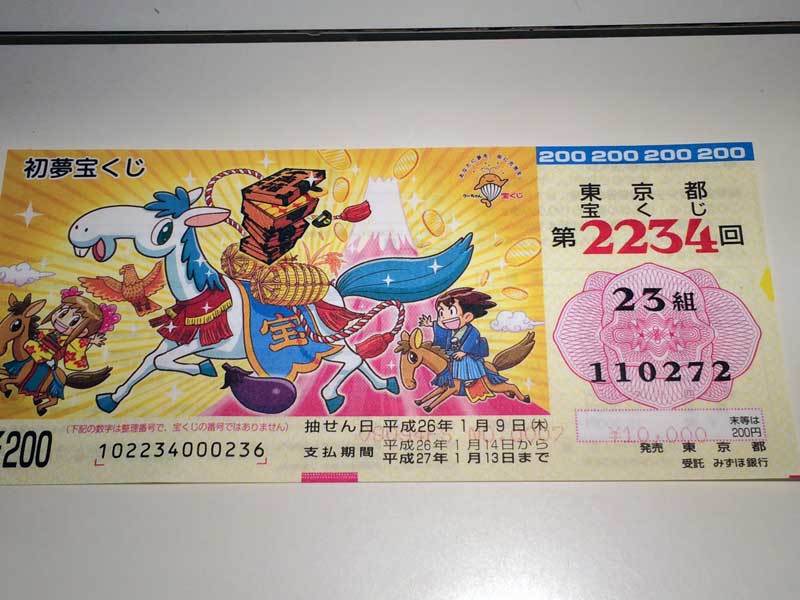 初夢宝くじ
宝くじ
宝
200 200 200 200
東京都
宝くじ
第2234回
23組
110272
(下記の数字は整理番号で、宝くじの番号ではありません)
¥200
102234000236
抽せん日 平成26年1月9日(木)
支払期間 平成26年1月14日から
平成27年1月13日まで
¥10,000
末等は
200円
発売 東京都
受託 みずほ銀行